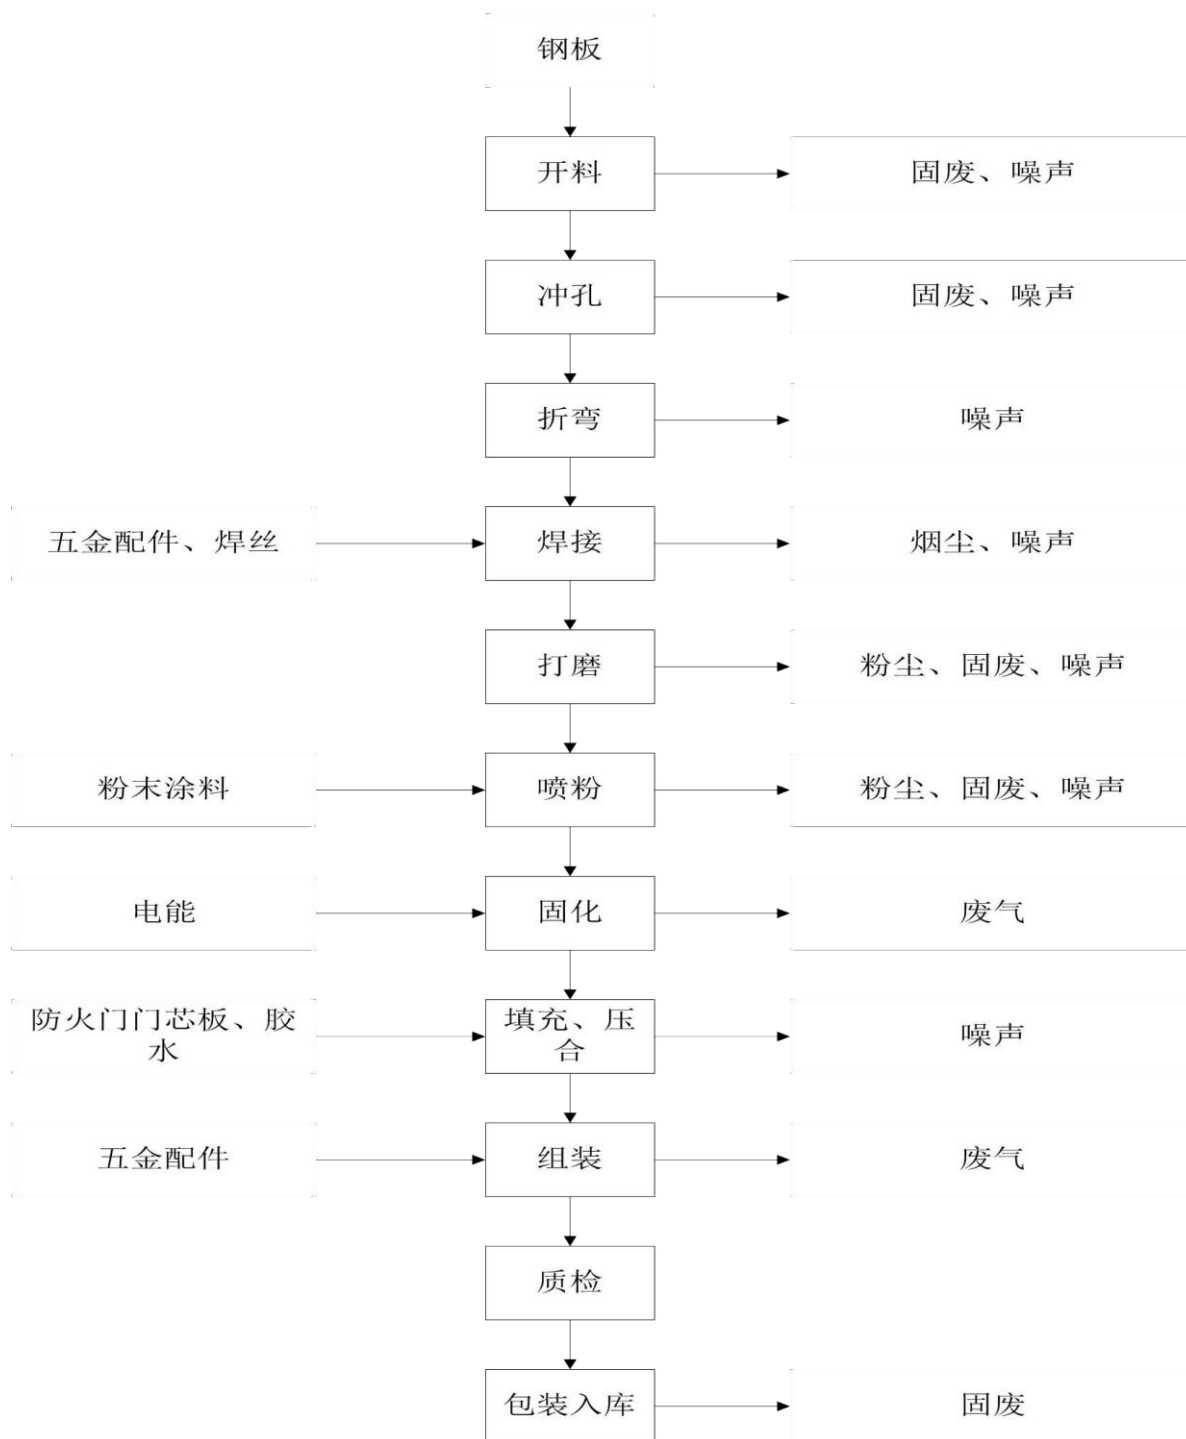 钢板
开料
固废、噪声
冲孔
固废、噪声
折弯
噪声
五金配件、焊丝
焊接
烟尘、噪声
打磨
粉尘、固废、噪声
粉末涂料
喷粉
粉尘、固废、噪声
电能
固化
废气
防火门门芯板、胶
水
填充、压
合
噪声
五金配件
组装
废气
质检
包装入库
固废